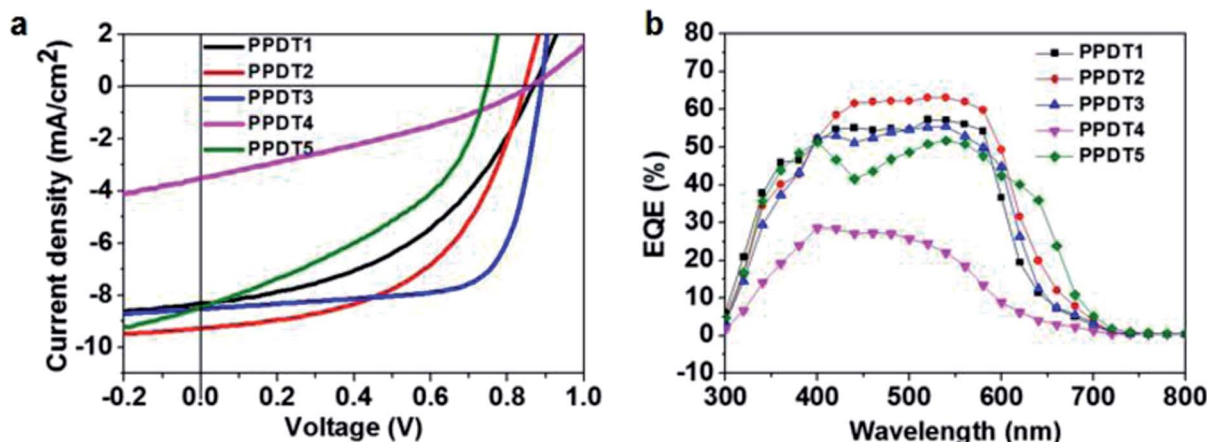 a
Current density (mA/cm²)
2
0
-2
-4
-6
-8
-10
PPDT1
PPDT2
PPDT3
PPDT4
PPDT5
-0.2 0.0 0.2 0.4 0.6 0.8 1.0
Voltage (V)
b
EQE (%)
80
70
60
50
40
30
20
10
0
-10
PPDT1
PPDT2
PPDT3
PPDT4
PPDT5
300 400 500 600 700 800
Wavelength (nm)